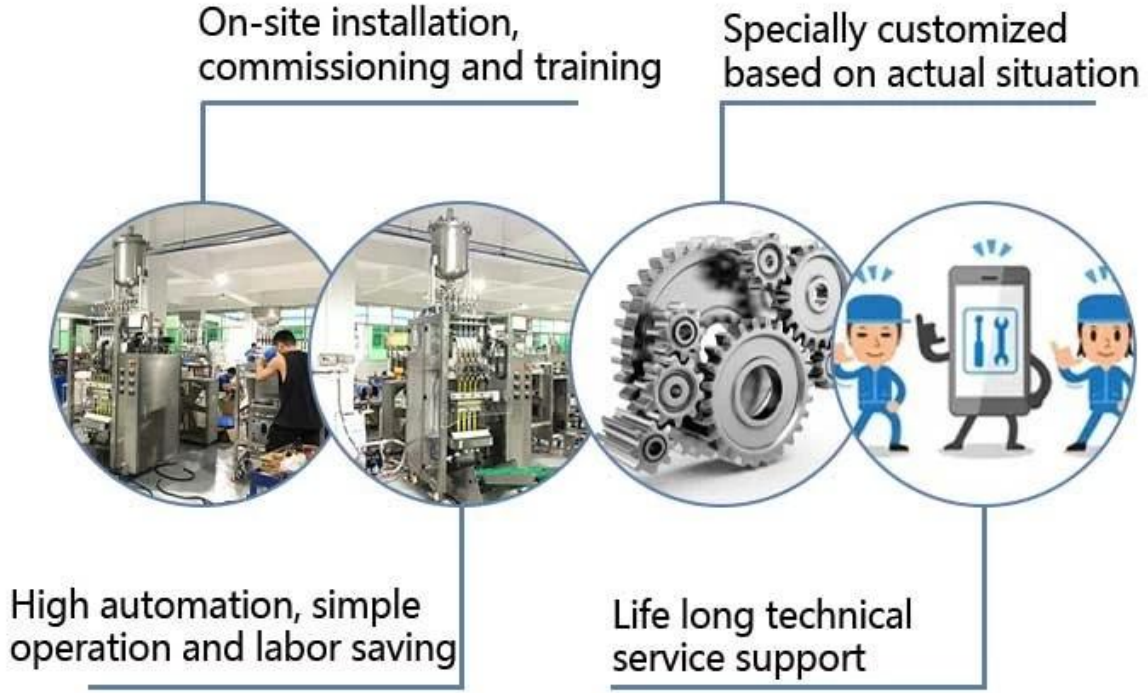 On-site installation,
commissioning and training
Specially customized
based on actual situation
High automation, simple
operation and labor saving
Life long technical
service support